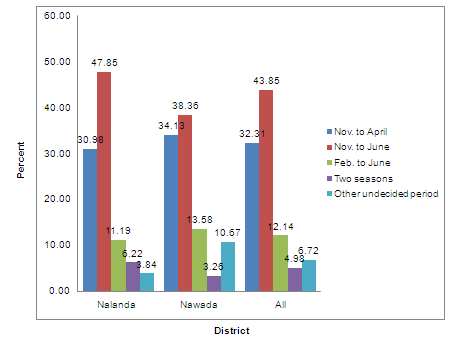 60.00
50.00
40.00
30.00
20.00
10.00
0.00
Percent
30.98
47.85
11.19
6.22
3.84
34.13
38.36
13.58
3.26
10.67
32.31
43.85
12.14
4.98
6.72
Nalanda
Nawada
All
District
Nov. to April
Nov. to June
Feb. to June
Two seasons
Other undecided period